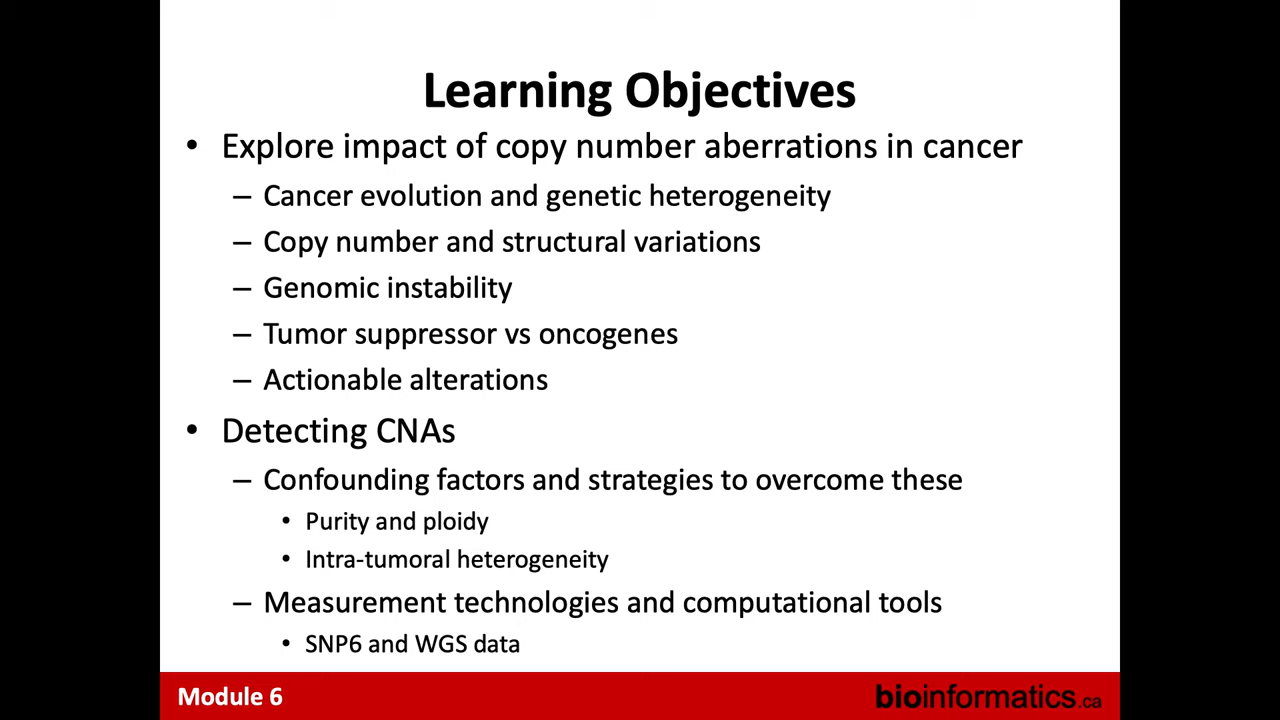 Learning Objectives
• Explore impact of copy number aberrations in cancer
– Cancer evolution and genetic heterogeneity
– Copy number and structural variations
– Genomic instability
– Tumor suppressor vs oncogenes
– Actionable alterations
• Detecting CNAs
– Confounding factors and strategies to overcome these
• Purity and ploidy
• Intra-tumoral heterogeneity
– Measurement technologies and computational tools
• SNP6 and WGS data
Module 6
bioinformatics.ca